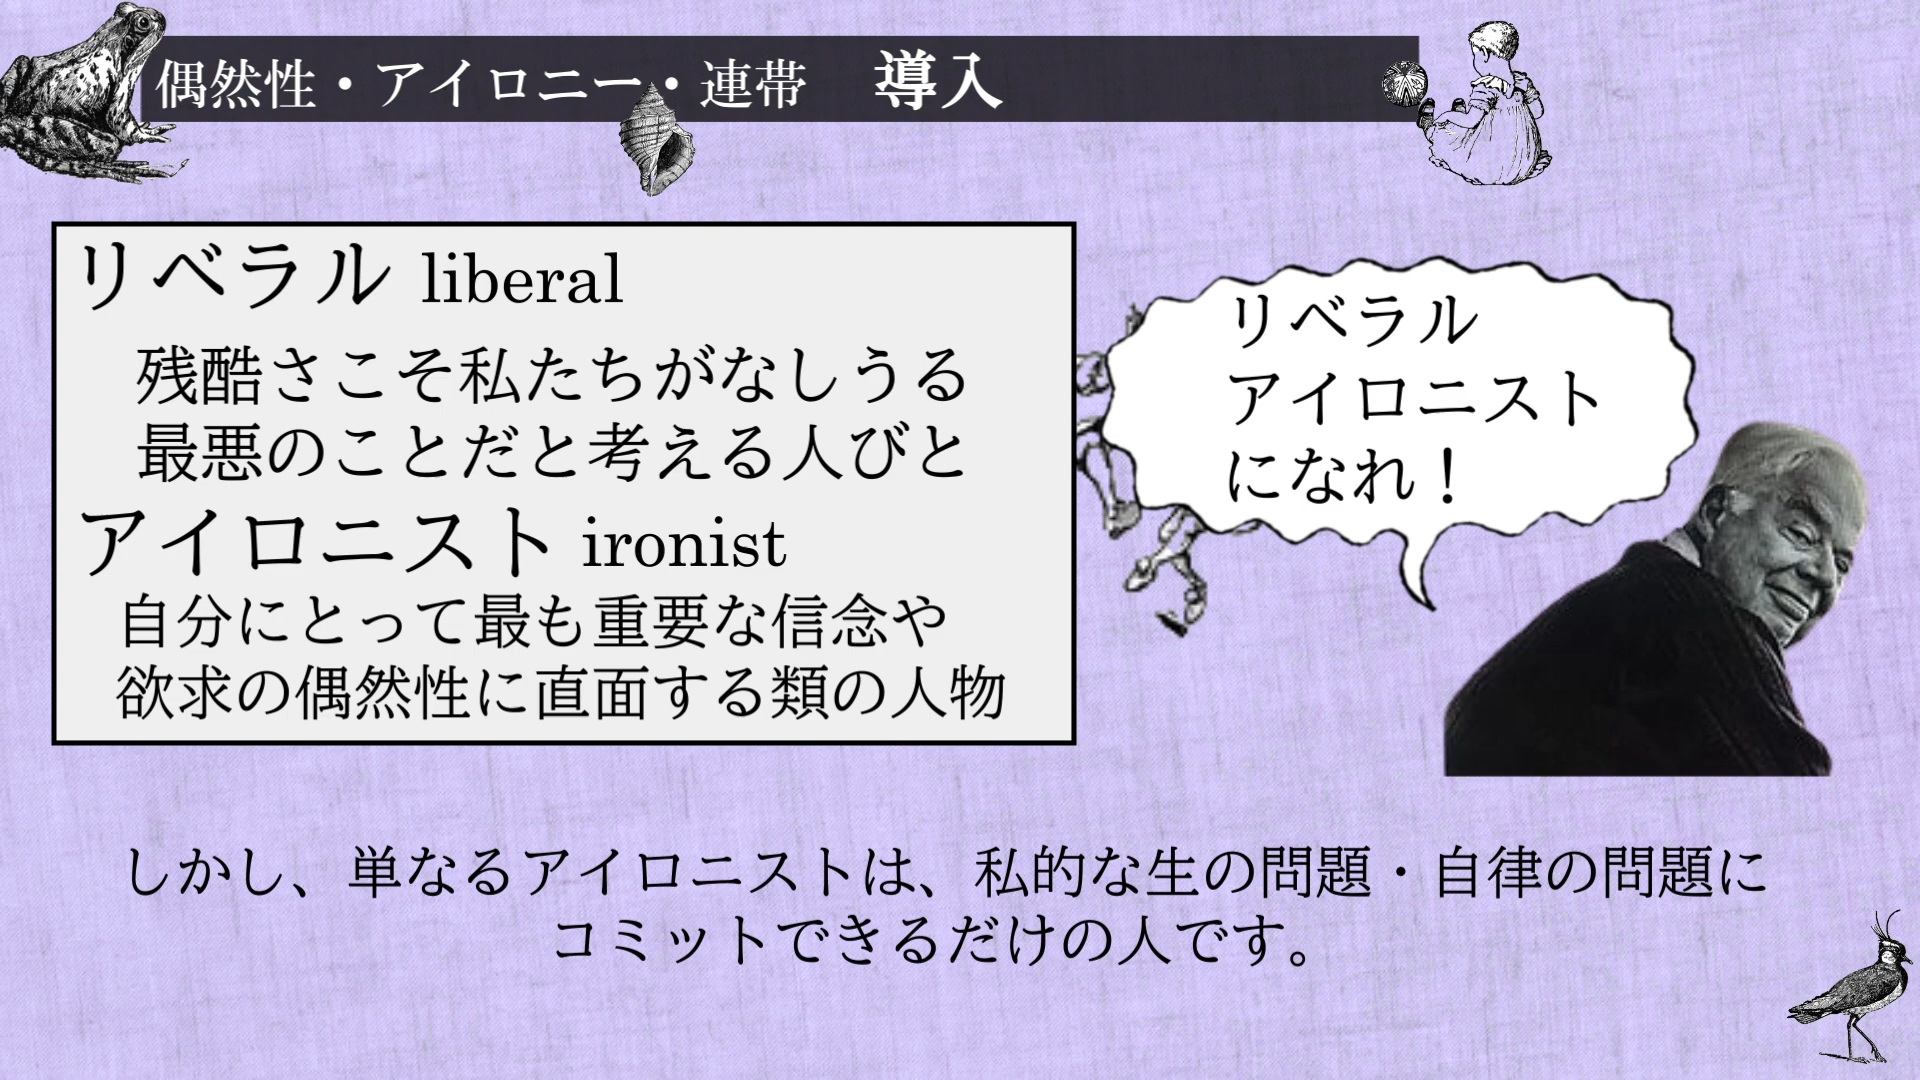 偶然性・アイロニー・連帯　導入
リベラル liberal
残酷さこそ私たちがなしうる
最悪のことだと考える人びと
アイロニスト ironist
自分にとって最も重要な信念や
欲求の偶然性に直面する類の人物
リベラル
アイロニスト
になれ！
しかし、単なるアイロニストは、私的な生の問題・自律の問題に
コミットできるだけの人です。